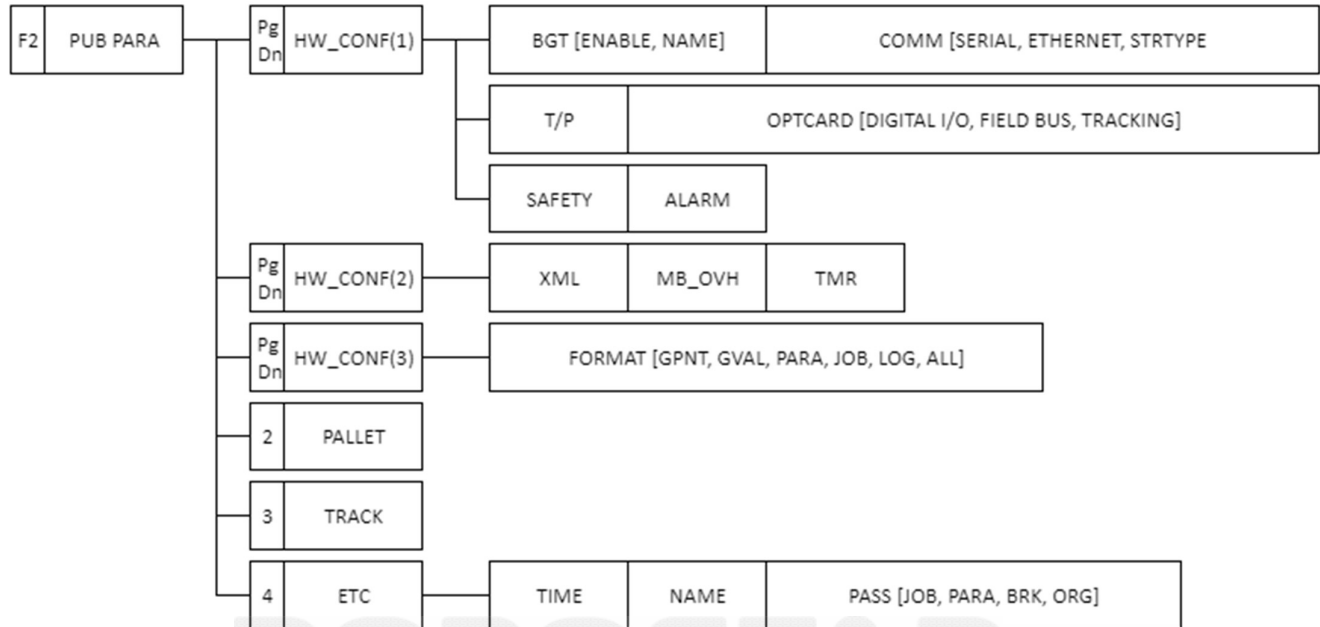 F2 PUB PARA Pg Dn HW_CONF(1) BGT [ENABLE, NAME] COMM [SERIAL, ETHERNET, STRTYPE
T/P OPTCARD [DIGITAL I/O, FIELD BUS, TRACKING]
SAFETY ALARM
Pg Dn HW_CONF(2) XML MB_OVH TMR
Pg Dn HW_CONF(3) FORMAT [GPNT, GVAL, PARA, JOB, LOG, ALL]
2 PALLET
3 TRACK
4 ETC TIME NAME PASS [JOB, PARA, BRK, ORG]